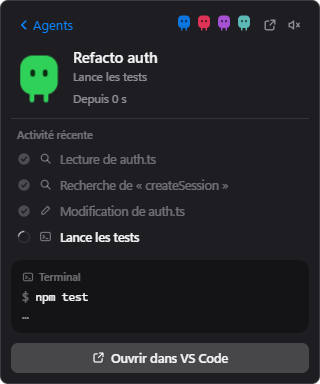 Agents
Refacto auth
Lance les tests
Depuis 0 s
Activité récente
Lecture de auth.ts
Recherche de « createSession »
Modification de auth.ts
Lance les tests
Terminal
$ npm test
…
Ouvrir dans VS Code